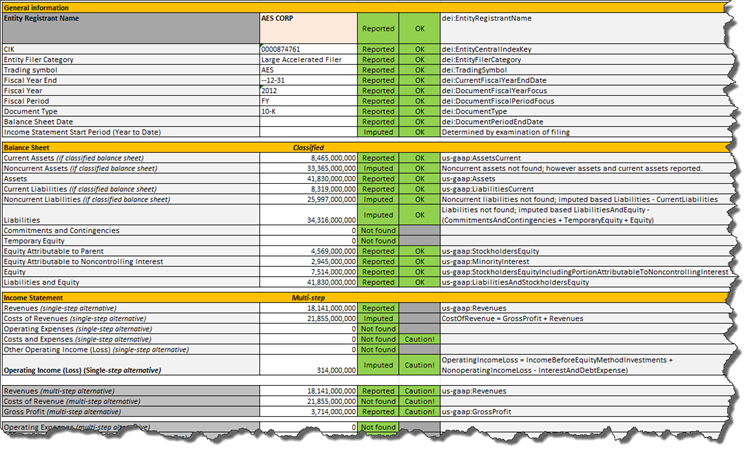 General information
Entity Registrant Name AES CORP Reported OK dei:EntityRegistrantName
CIK 0000874761 Reported OK dei:EntityCentralIndexKey
Entity Filer Category Large Accelerated Filer Reported OK dei:EntityFilerCategory
Trading symbol AES Reported OK dei:TradingSymbol
Fiscal Year End --12-31 Reported OK dei:CurrentFiscalYearEndDate
Fiscal Year 2012 Reported OK dei:DocumentFiscalYearFocus
Fiscal Period FY Reported OK dei:DocumentFiscalPeriodFocus
Document Type 10-K Reported OK dei:DocumentType
Balance Sheet Date Reported OK dei:DocumentPeriodEndDate
Income Statement Start Period (Year to Date) Imputed OK Determined by examination of filing
Balance Sheet Classified
Current Assets (if classified balance sheet) 8,465,000,000 Reported OK us-gaap:AssetsCurrent
Noncurrent Assets (if classified balance sheet) 33,365,000,000 Imputed OK Noncurrent assets not found; however assets and current assets reported.
Assets 41,830,000,000 Reported OK us-gaap:Assets
Current Liabilities (if classified balance sheet) 8,319,000,000 Reported OK us-gaap:LiabilitiesCurrent
Noncurrent Liabilities (if classified balance sheet) 25,997,000,000 Imputed OK Noncurrent liabilities not found; imputed based Liabilities - CurrentLiabilities
Liabilities 34,316,000,000 Imputed OK Liabilities not found; imputed based LiabilitiesAndEquity -
(CommitmentsAndContingencies + TemporaryEquity + Equity)
Commitments and Contingencies 0 Not found
Temporary Equity 0 Not found
Equity Attributable to Parent 4,569,000,000 Reported OK us-gaap:StockholdersEquity
Equity Attributable to Noncontrolling Interest 2,945,000,000 Reported OK us-gaap:MinorityInterest
Equity 7,514,000,000 Reported OK us-gaap:StockholdersEquityIncludingPortionAttributableToNoncontrollingInterest
Liabilities and Equity 41,830,000,000 Reported OK us-gaap:LiabilitiesAndStockholdersEquity
Income Statement Multi-step
Revenues (single-step alternative) 18,141,000,000 Reported us-gaap:Revenues
Costs of Revenues (single-step alternative) 21,855,000,000 Imputed CostOfRevenue = GrossProfit + Revenues
Operating Expenses (single-step alternative) 0 Not found
Costs and Expenses (single-step alternative) 0 Not found Caution!
Other Operating Income (Loss) (single-step alternative) 0 Not found
Operating Income (Loss) (Single-step alternative) 314,000,000 Imputed Caution! OperatingIncomeLoss = IncomeBeforeEquityMethodInvestments +
NonoperatingIncomeLoss - InterestAndDebtExpense)
Revenues (multi-step alternative) 18,141,000,000 Reported Caution! us-gaap:Revenues
Costs of Revenue (multi-step alternative) 21,855,000,000 Not found Caution!
Gross Profit (multi-step alternative) 3,714,000,000 Reported Caution! us-gaap:GrossProfit
Operating Expenses (multi-step alternative) 0 Not found